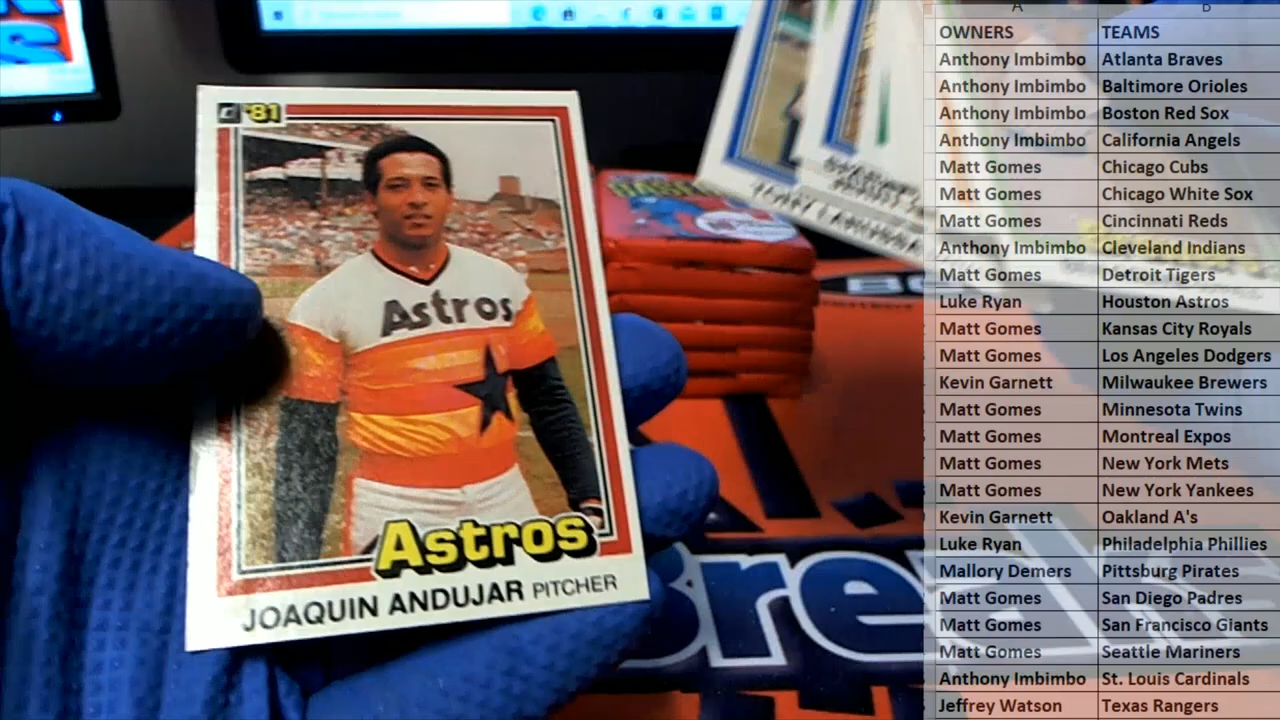 '81
Astros
Astros
JOAQUIN ANDUJAR PITCHER
Brea
A B
OWNERS TEAMS
Anthony Imbimbo Atlanta Braves
Anthony Imbimbo Baltimore Orioles
Anthony Imbimbo Boston Red Sox
Anthony Imbimbo California Angels
Matt Gomes Chicago Cubs
Matt Gomes Chicago White Sox
Matt Gomes Cincinnati Reds
Anthony Imbimbo Cleveland Indians
Matt Gomes Detroit Tigers
Luke Ryan Houston Astros
Matt Gomes Kansas City Royals
Matt Gomes Los Angeles Dodgers
Kevin Garnett Milwaukee Brewers
Matt Gomes Minnesota Twins
Matt Gomes Montreal Expos
Matt Gomes New York Mets
Matt Gomes New York Yankees
Kevin Garnett Oakland A's
Luke Ryan Philadelphia Phillies
Mallory Demers Pittsburg Pirates
Matt Gomes San Diego Padres
Matt Gomes San Francisco Giants
Matt Gomes Seattle Mariners
Anthony Imbimbo St. Louis Cardinals
Jeffrey Watson Texas Rangers